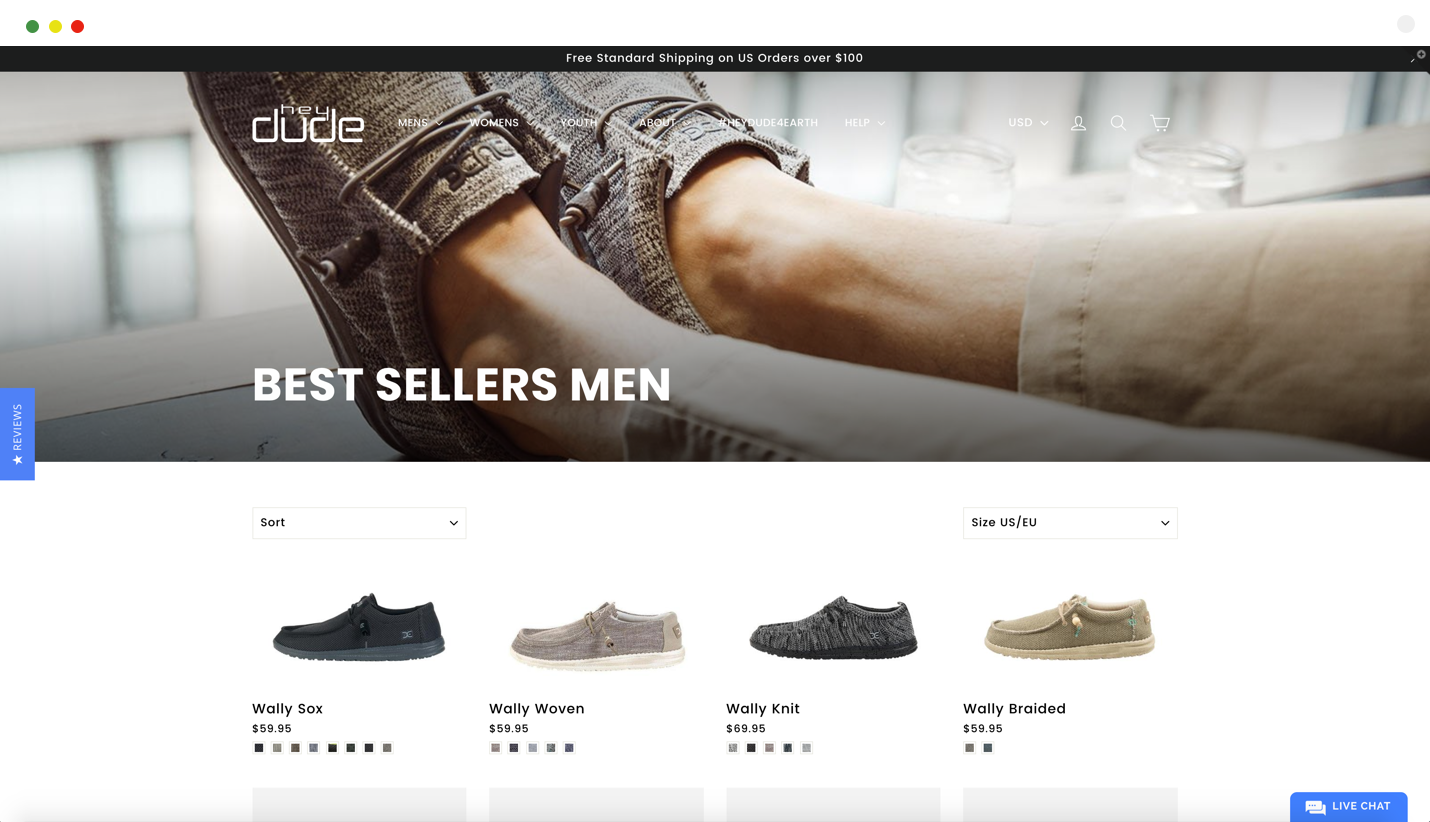 Free Standard Shipping on US Orders over $100
hey
dude
MENS
WOMENS
YOUTH
ABOUT
#HEYDUDE4EARTH
HELP
USD
BEST SELLERS MEN
★ REVIEWS
Sort
Size US/EU
Wally Sox
$59.95
Wally Woven
$59.95
Wally Knit
$69.95
Wally Braided
$59.95
LIVE CHAT